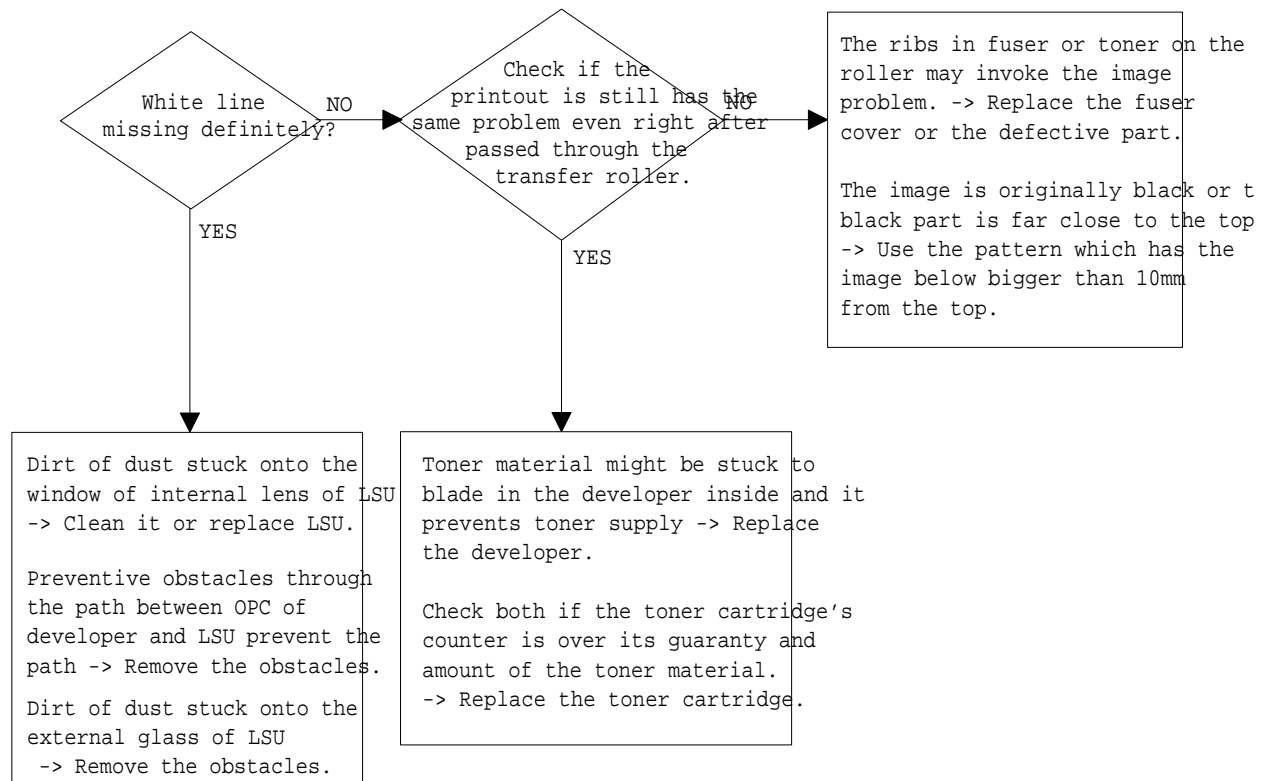 White line
missing definitely?
NO
YES
Check if the
printout is still has the
same problem even right after
passed through the
transfer roller.
NO
YES
The ribs in fuser or toner on the
roller may invoke the image
problem. -> Replace the fuser
cover or the defective part.
The image is originally black or t
black part is far close to the top
-> Use the pattern which has the
image below bigger than 10mm
from the top.
Dirt of dust stuck onto the
window of internal lens of LSU
-> Clean it or replace LSU.
Preventive obstacles through
the path between OPC of
developer and LSU prevent the
path -> Remove the obstacles.
Dirt of dust stuck onto the
external glass of LSU
-> Remove the obstacles.
Toner material might be stuck to
blade in the developer inside and it
prevents toner supply -> Replace
the developer.
Check both if the toner cartridge's
counter is over its guaranty and
amount of the toner material.
-> Replace the toner cartridge.